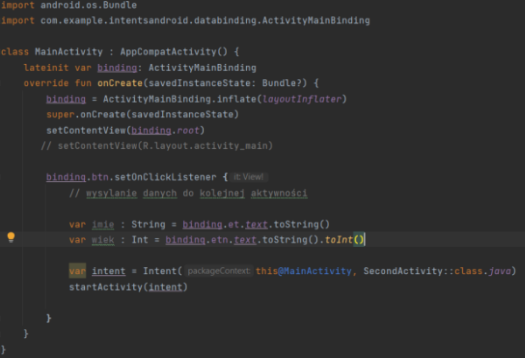 import android.os.Bundle
import com.example.intentsandroid.databinding.ActivityMainBinding
class MainActivity : AppCompatActivity() {
lateinit var binding: ActivityMainBinding
override fun onCreate(savedInstanceState: Bundle?) {
binding = ActivityMainBinding.inflate(layoutInflater)
super.onCreate(savedInstanceState)
setContentView(binding.root)
// setContentView(R.layout.activity_main)
binding.btn.setOnClickListener { it: View!
// wysylanie danych do kolejnej aktywności
var imie : String = binding.et.text.toString()
var wiek : Int = binding.etn.text.toString().toInt()
var intent = Intent( packageContext: this@MainActivity, SecondActivity::class.java)
startActivity(intent)
}
}
}